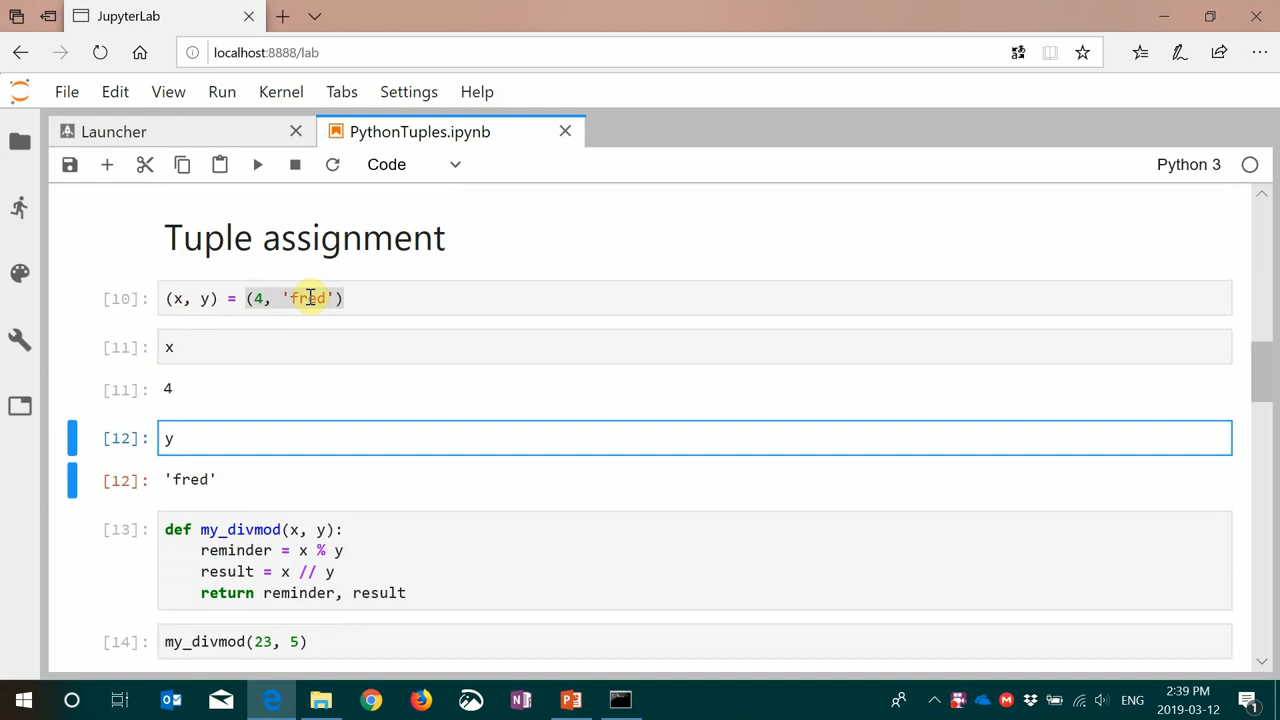 JupyterLab
localhost:8888/lab
File Edit View Run Kernel Tabs Settings Help
Launcher PythonTuples.ipynb
Code Python 3
Tuple assignment
[10]: (x, y) = (4, 'fred')
[11]: x
[11]: 4
[12]: y
[12]: 'fred'
[13]: def my_divmod(x, y):
reminder = x % y
result = x // y
return reminder, result
[14]: my_divmod(23, 5)
ENG
2:39 PM
2019-03-12
1